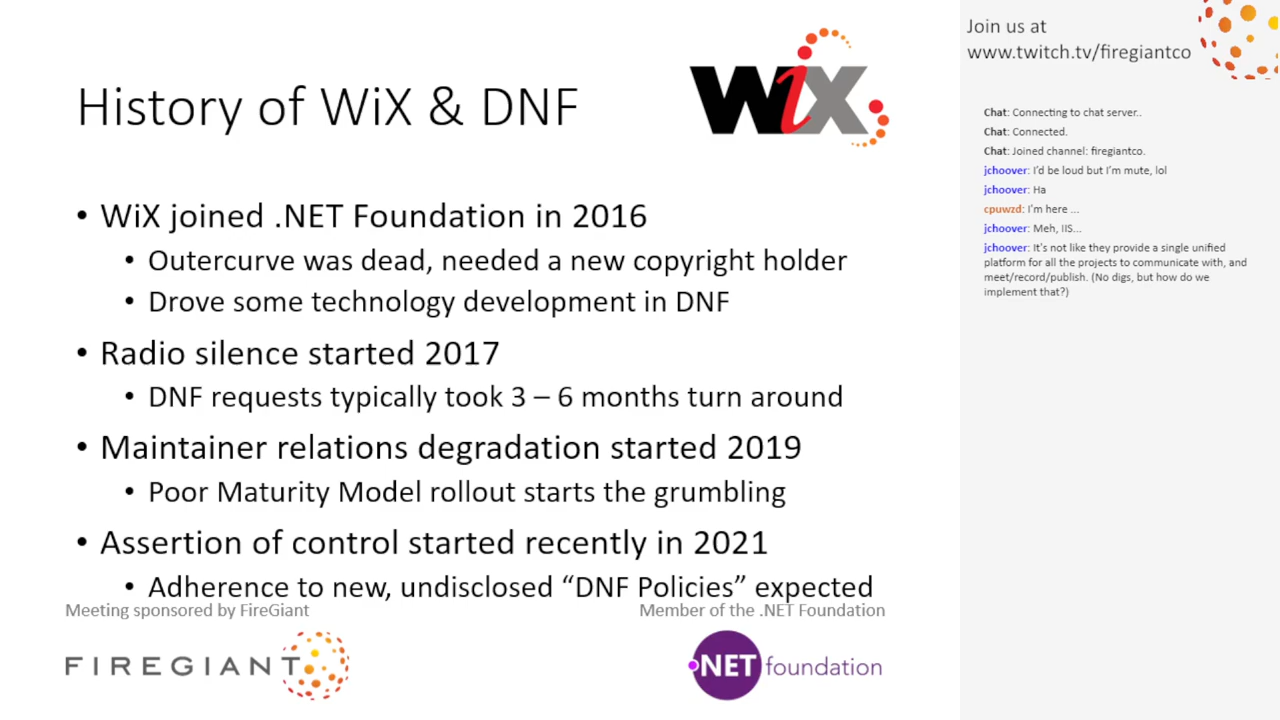 History of WiX & DNF
WiX
• WiX joined .NET Foundation in 2016
• Outercurve was dead, needed a new copyright holder
• Drove some technology development in DNF
• Radio silence started 2017
• DNF requests typically took 3 – 6 months turn around
• Maintainer relations degradation started 2019
• Poor Maturity Model rollout starts the grumbling
• Assertion of control started recently in 2021
• Adherence to new, undisclosed “DNF Policies” expected
Meeting sponsored by FireGiant
FIREGIANT
Member of the .NET Foundation
.NET foundation
Join us at
www.twitch.tv/firegiantco
Chat: Connecting to chat server..
Chat: Connected.
Chat: Joined channel: firegiantco.
jchoover: I'd be loud but I'm mute, lol
jchoover: Ha
cpuwzd: I'm here ...
jchoover: Meh, IIS...
jchoover: It's not like they provide a single unified
platform for all the projects to communicate with, and
meet/record/publish. (No digs, but how do we
implement that?)